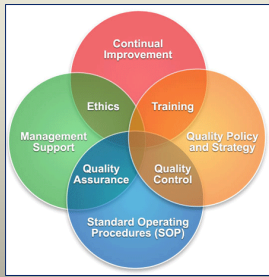 Continual
Improvement
Ethics
Training
Management
Support
Quality Policy
and Strategy
Quality
Assurance
Quality
Control
Standard Operating
Procedures (SOP)